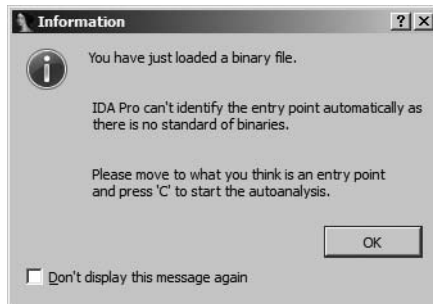 Information
You have just loaded a binary file.
IDA Pro can't identify the entry point automatically as
there is no standard of binaries.
Please move to what you think is an entry point
and press 'C' to start the autoanalysis.
OK
Don't display this message again